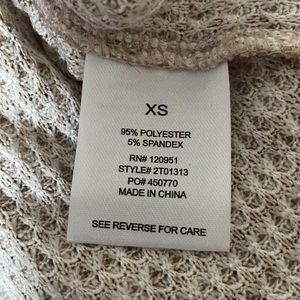 XS
95% POLYESTER
5% SPANDEX
RN# 120951
STYLE# 2T01313
PO# 450770
MADE IN CHINA
SEE REVERSE FOR CARE